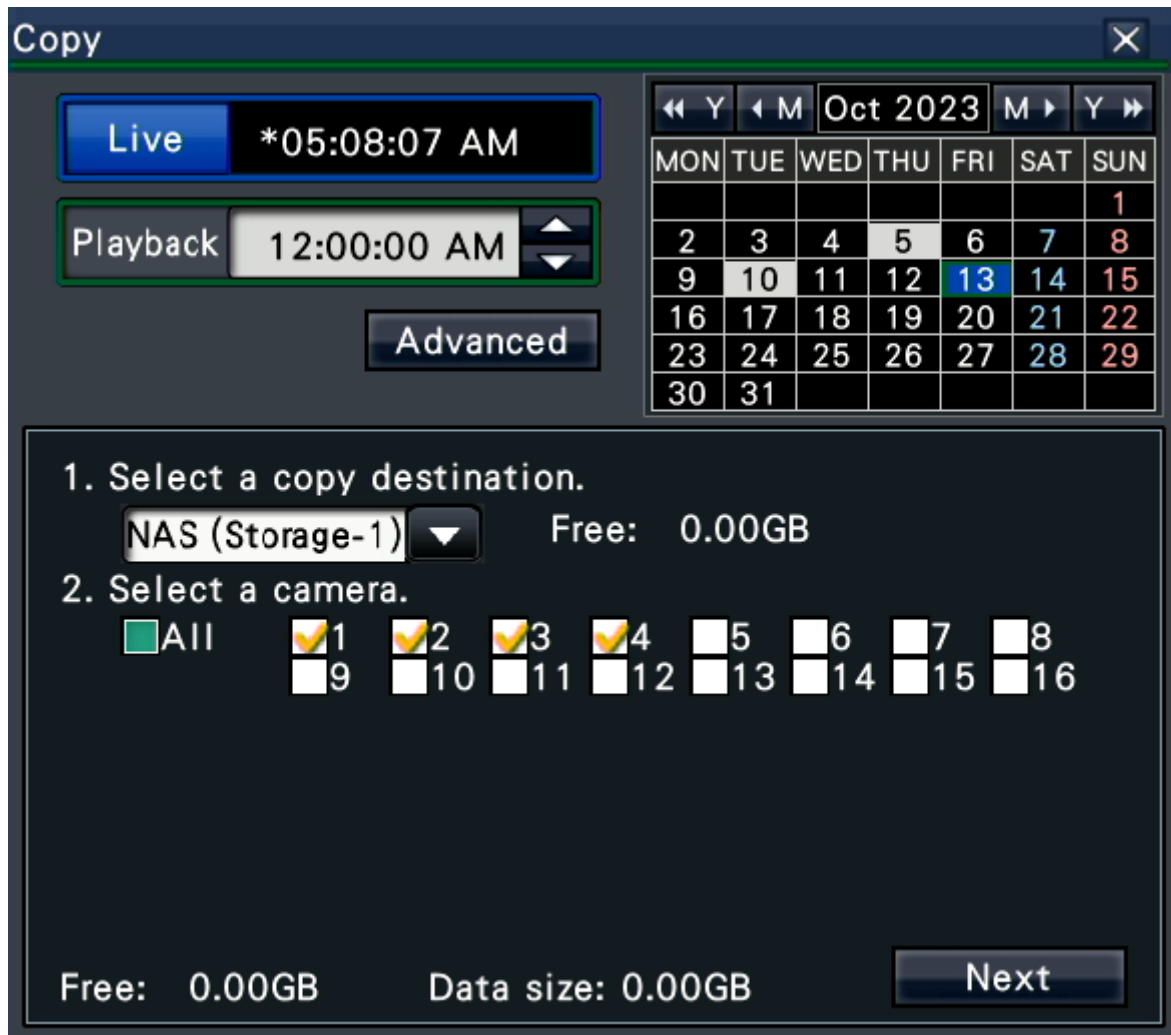 Copy
Live *05:08:07 AM
Playback 12:00:00 AM
Advanced
Y M Oct 2023 M Y
MON TUE WED THU FRI SAT SUN
1
2 3 4 5 6 7 8
9 10 11 12 13 14 15
16 17 18 19 20 21 22
23 24 25 26 27 28 29
30 31
1. Select a copy destination.
NAS (Storage-1) Free: 0.00GB
2. Select a camera.
All 1 2 3 4 5 6 7 8
9 10 11 12 13 14 15 16
Free: 0.00GB Data size: 0.00GB Next